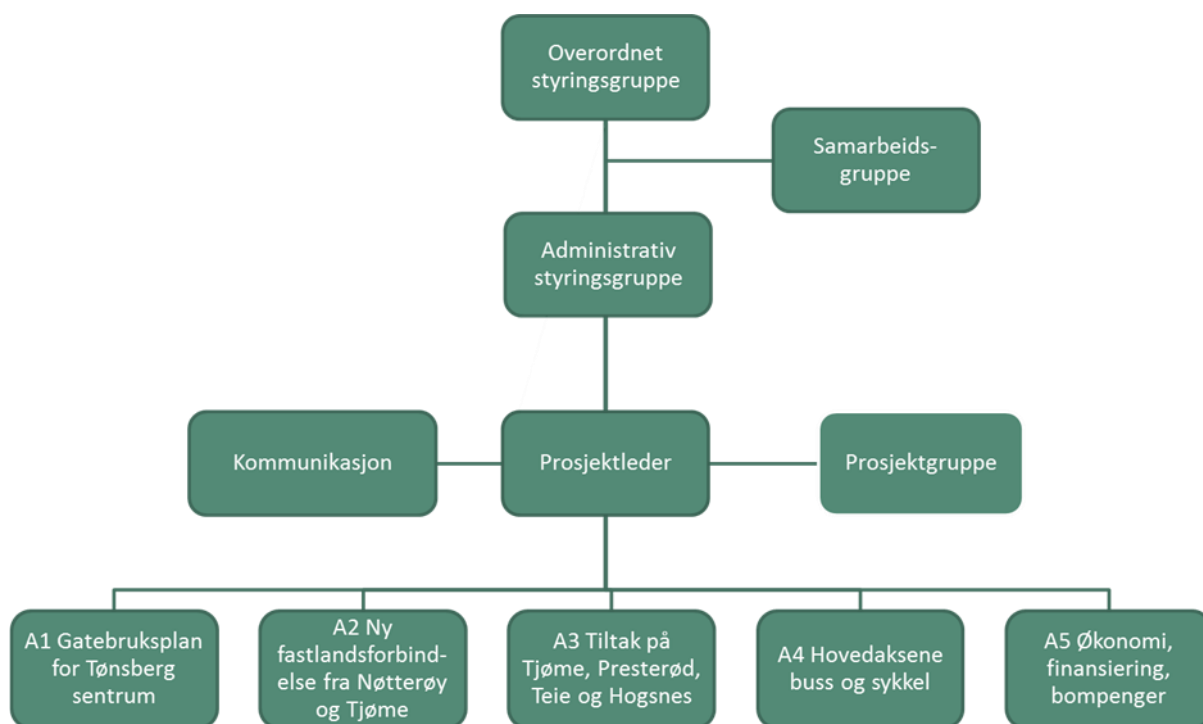 Overordnet
styringsgruppe
Samarbeids-
gruppe
Administrativ
styringsgruppe
Kommunikasjon
Prosjektleder
Prosjektgruppe
A1 Gatebruksplan
for Tønsberg
sentrum
A2 Ny
fastlandsforbind-
else fra Nøtterøy
og Tjøme
A3 Tiltak på
Tjøme, Presterød,
Teie og Hogsnes
A4 Hovedaksene
buss og sykkel
A5 Økonomi,
finansiering,
bompenger